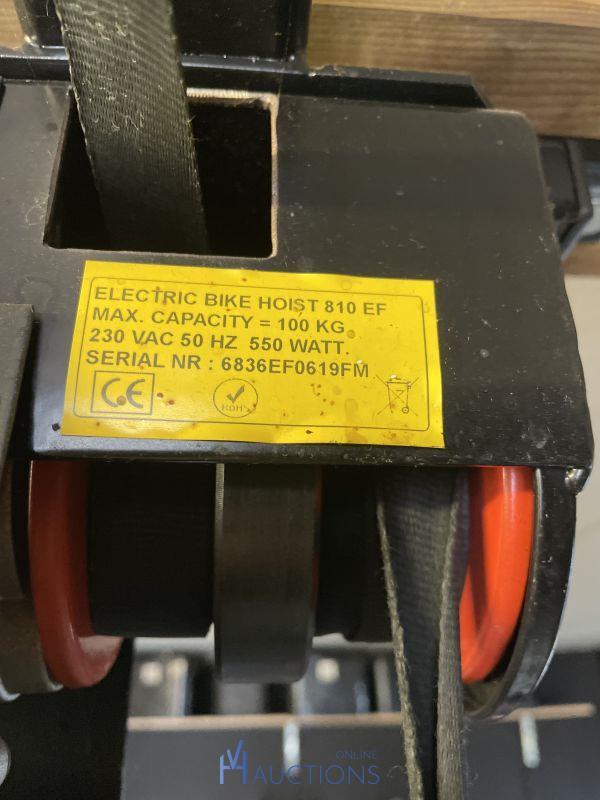 ELECTRIC BIKE HOIST 810 EF
MAX. CAPACITY = 100 KG
230 VAC 50 HZ 550 WATT.
SERIAL NR : 6836EF0619FM
CE
ROHS
VH ONLINE
AUCTIONS